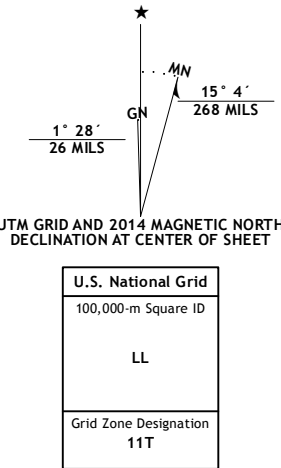 ★
MN
GN
15° 4´
268 MILS
1° 28´
26 MILS
UTM GRID AND 2014 MAGNETIC NORTH
DECLINATION AT CENTER OF SHEET
U.S. National Grid
100,000-m Square ID
LL
Grid Zone Designation
11T